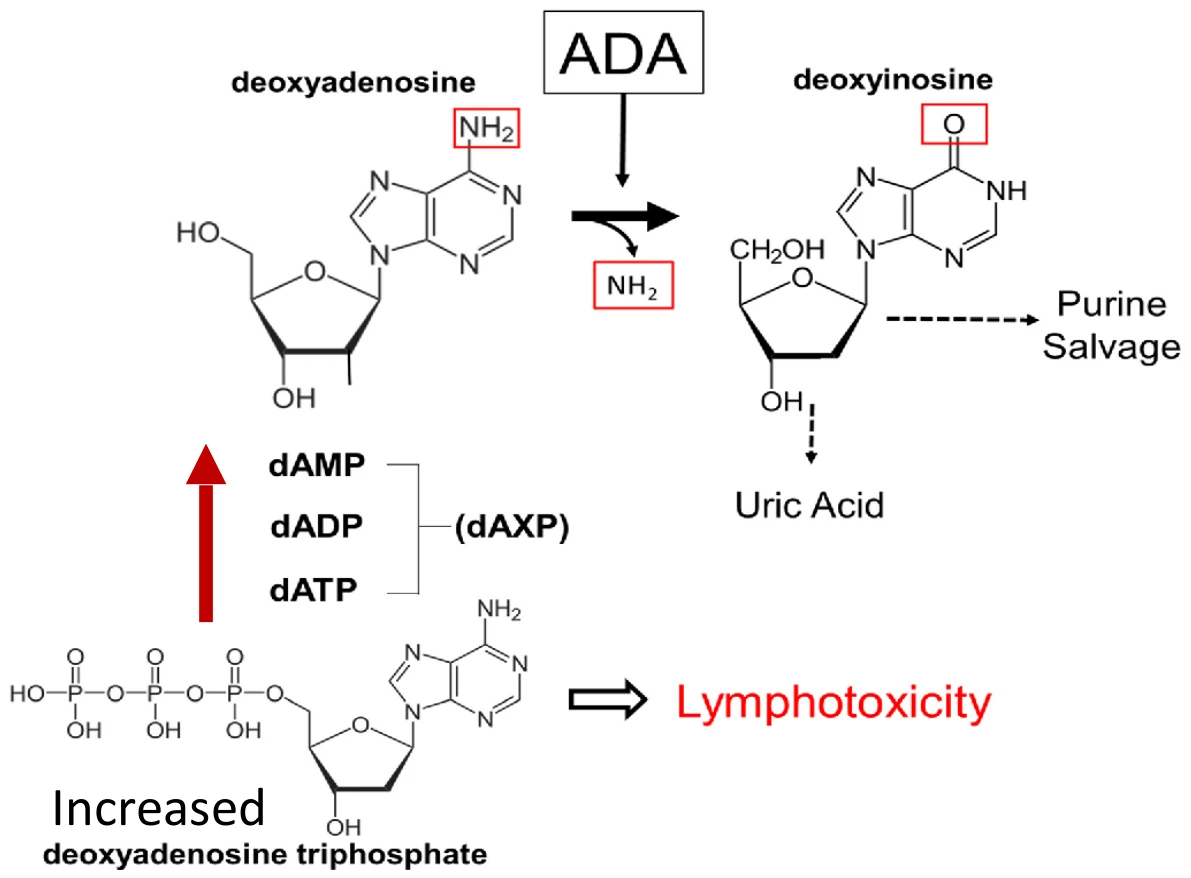 ADA
deoxyadenosine
deoxyinosine
NH2
O
N
N
N
N
HO
O
OH
NH2
N
NH
N
N
CH2OH
O
OH
Purine
Salvage
Uric Acid
dAMP
dADP
(dAXP)
dATP
NH2
N
N
N
N
O
O
O
HO
P
O
P
O
P
O
OH
OH
OH
O
OH
Lymphotoxicity
Increased
deoxyadenosine triphosphate